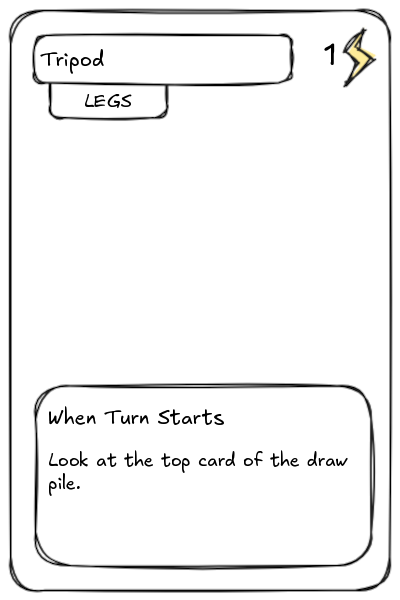 Tripod
1
LEGS
When Turn Starts
Look at the top card of the draw
pile.